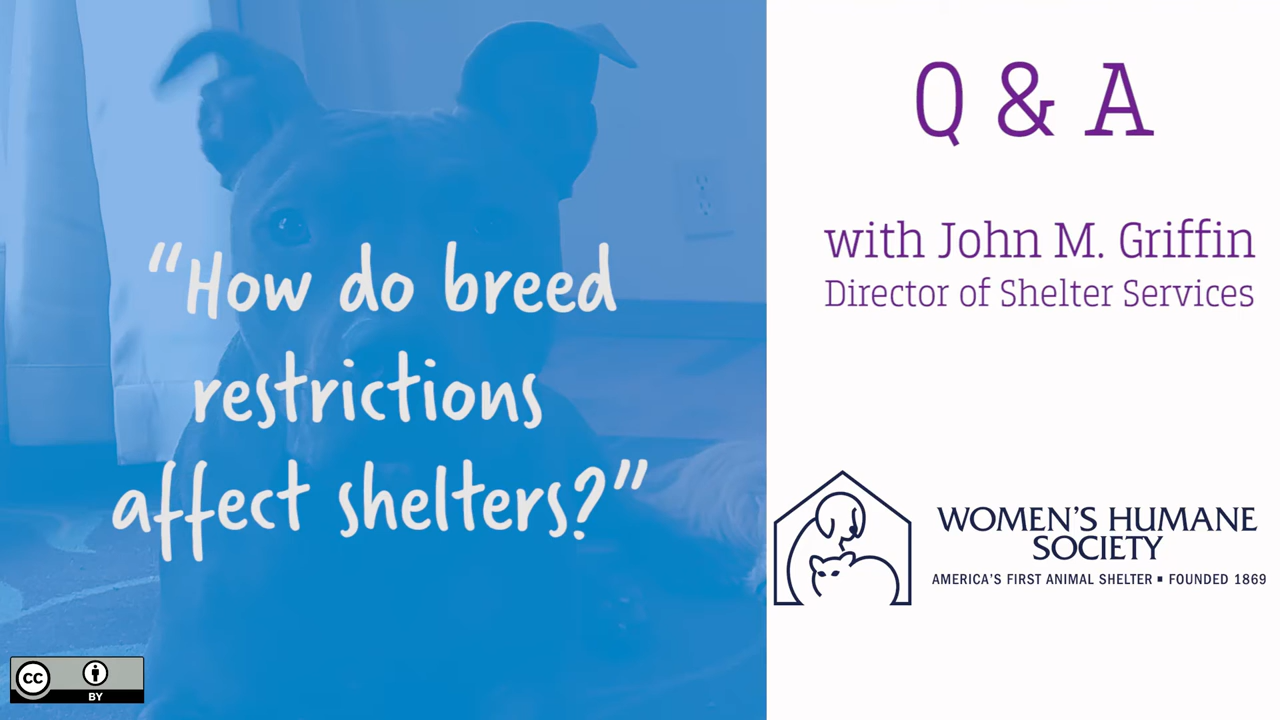 “How do breed
restrictions
affect shelters?”
Q & A
with John M. Griffin
Director of Shelter Services
WOMEN'S HUMANE
SOCIETY
AMERICA'S FIRST ANIMAL SHELTER ▪ FOUNDED 1869
CC
BY